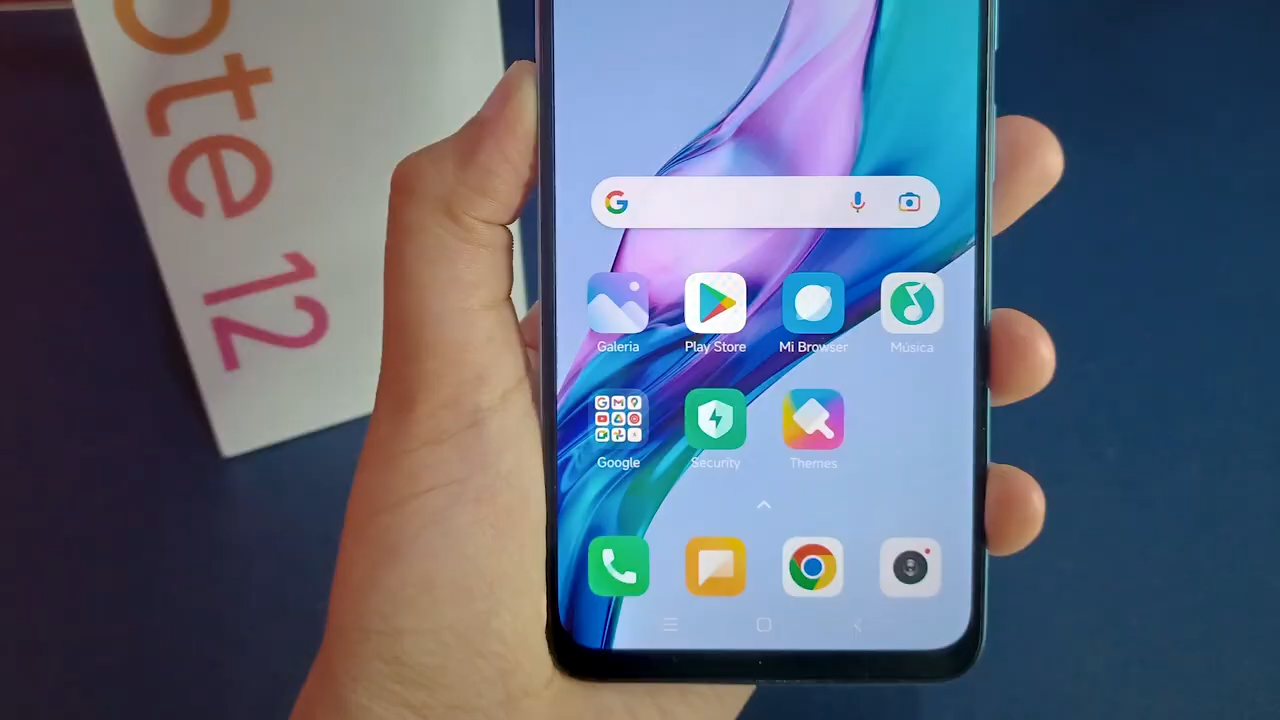 ote 12
G
Galeria
Play Store
Mi Browser
Música
Google
Security
Themes